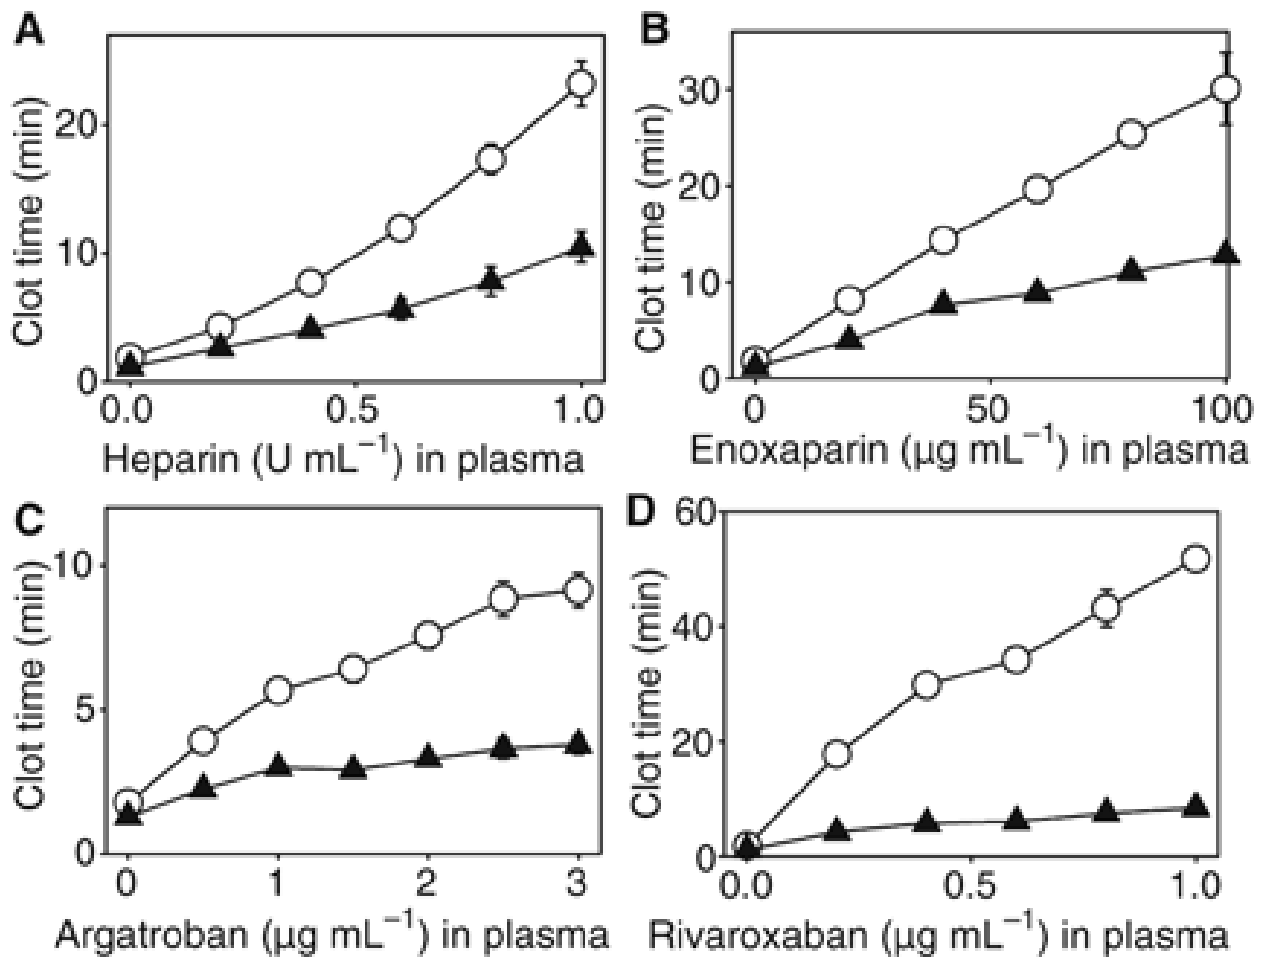 A
Clot time (min)
20
10
0
0.0 0.5 1.0
Heparin (U mL⁻¹) in plasma
B
Clot time (min)
30
20
10
0
0 50 100
Enoxaparin (µg mL⁻¹) in plasma
C
Clot time (min)
10
5
0
0 1 2 3
Argatroban (µg mL⁻¹) in plasma
D
Clot time (min)
60
40
20
0
0.0 0.5 1.0
Rivaroxaban (µg mL⁻¹) in plasma